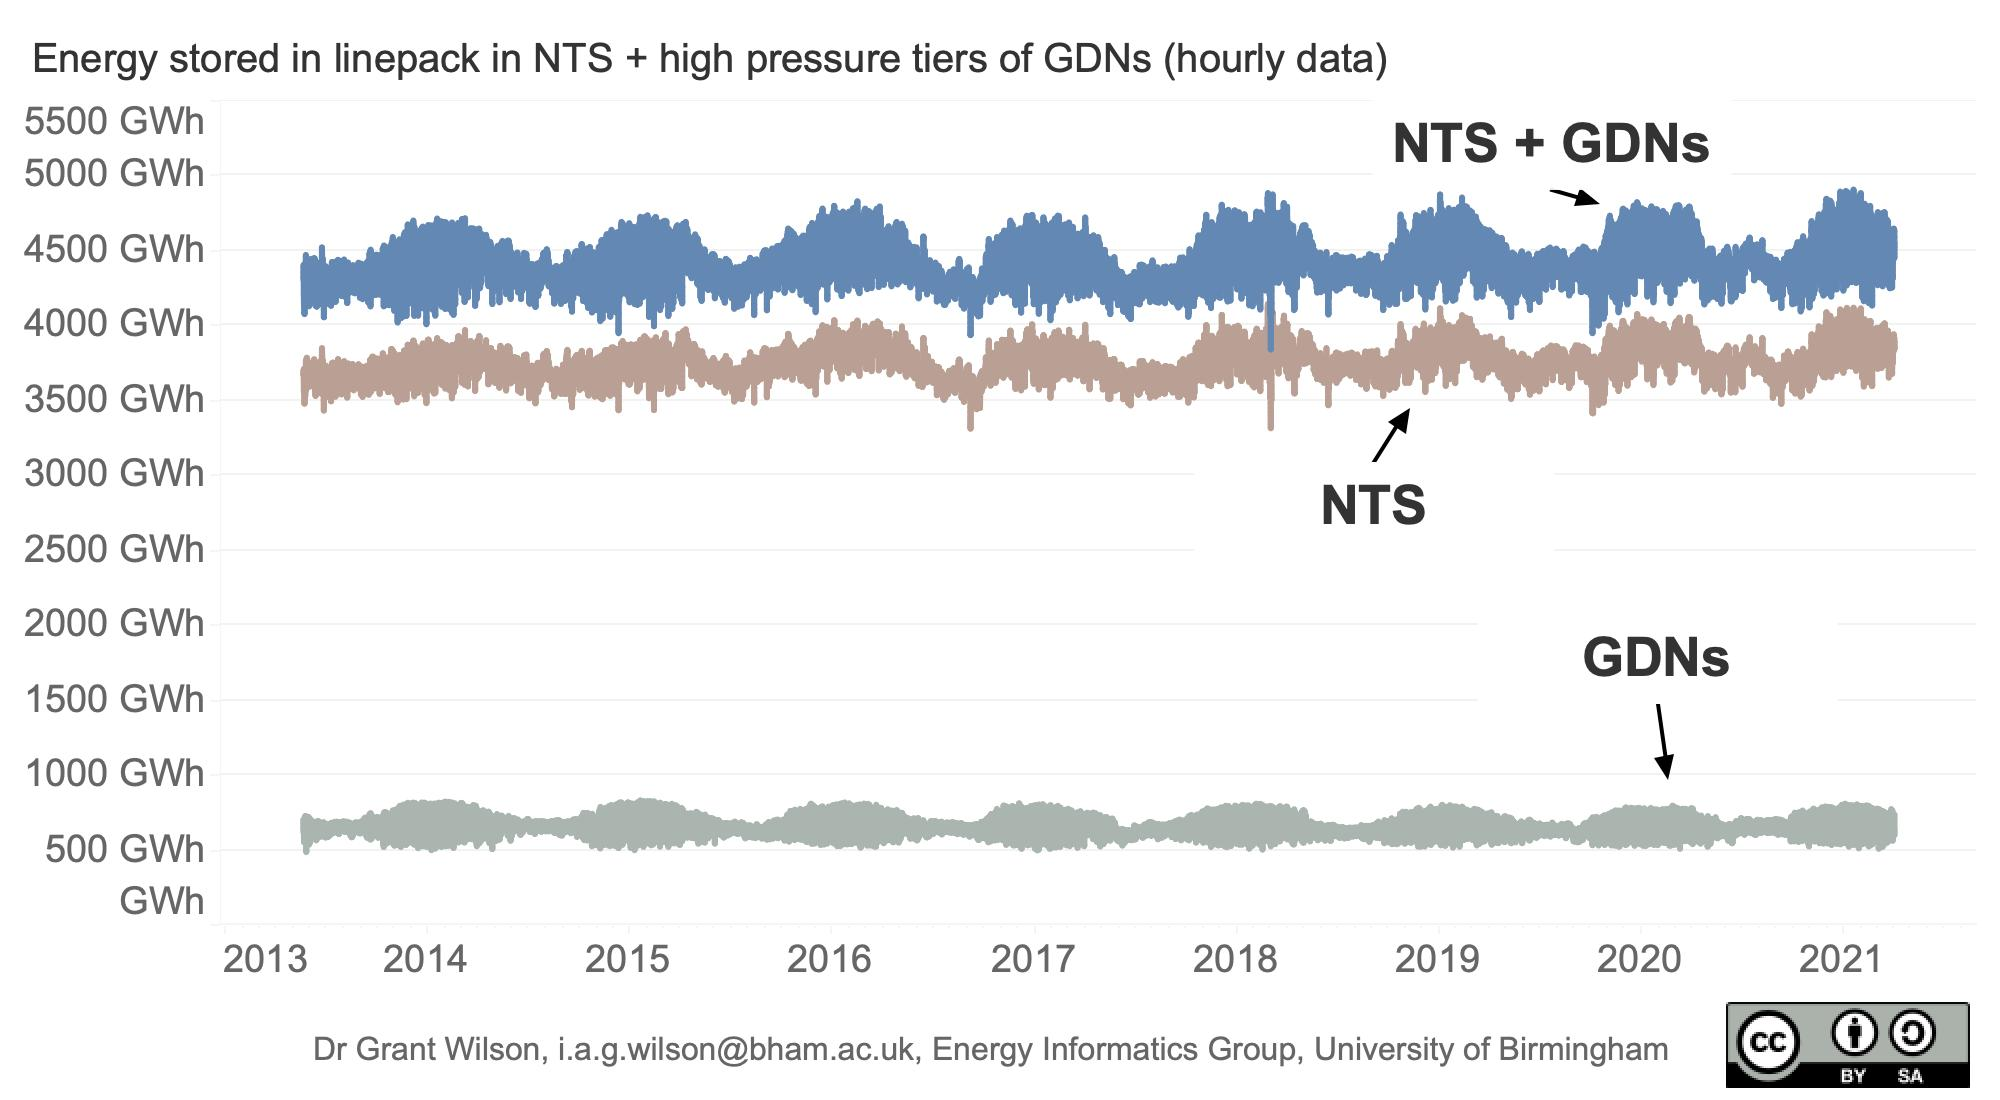 Energy stored in linepack in NTS + high pressure tiers of GDNs (hourly data)
5500 GWh
NTS + GDNs
5000 GWh
4500 GWh
4000 GWh
3500 GWh
3000 GWh
NTS
2500 GWh
2000 GWh
GDNs
1500 GWh
1000 GWh
500 GWh
GWh
2013 2014 2015 2016 2017 2018 2019 2020 2021
Dr Grant Wilson, i.a.g.wilson@bham.ac.uk, Energy Informatics Group, University of Birmingham
cc
BY SA